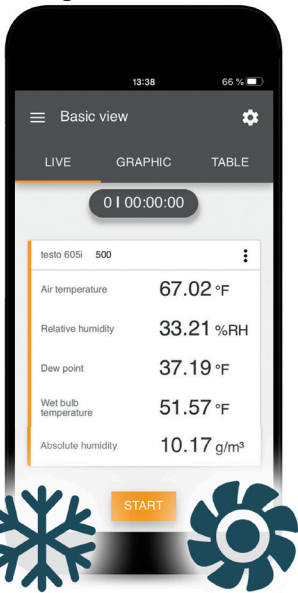 13:38 66 %
Basic view
LIVE GRAPHIC TABLE
0 I 00:00:00
testo 605i 500
Air temperature 67.02 °F
Relative humidity 33.21 %RH
Dew point 37.19 °F
Wet bulb
temperature 51.57 °F
Absolute humidity 10.17 g/m³
START